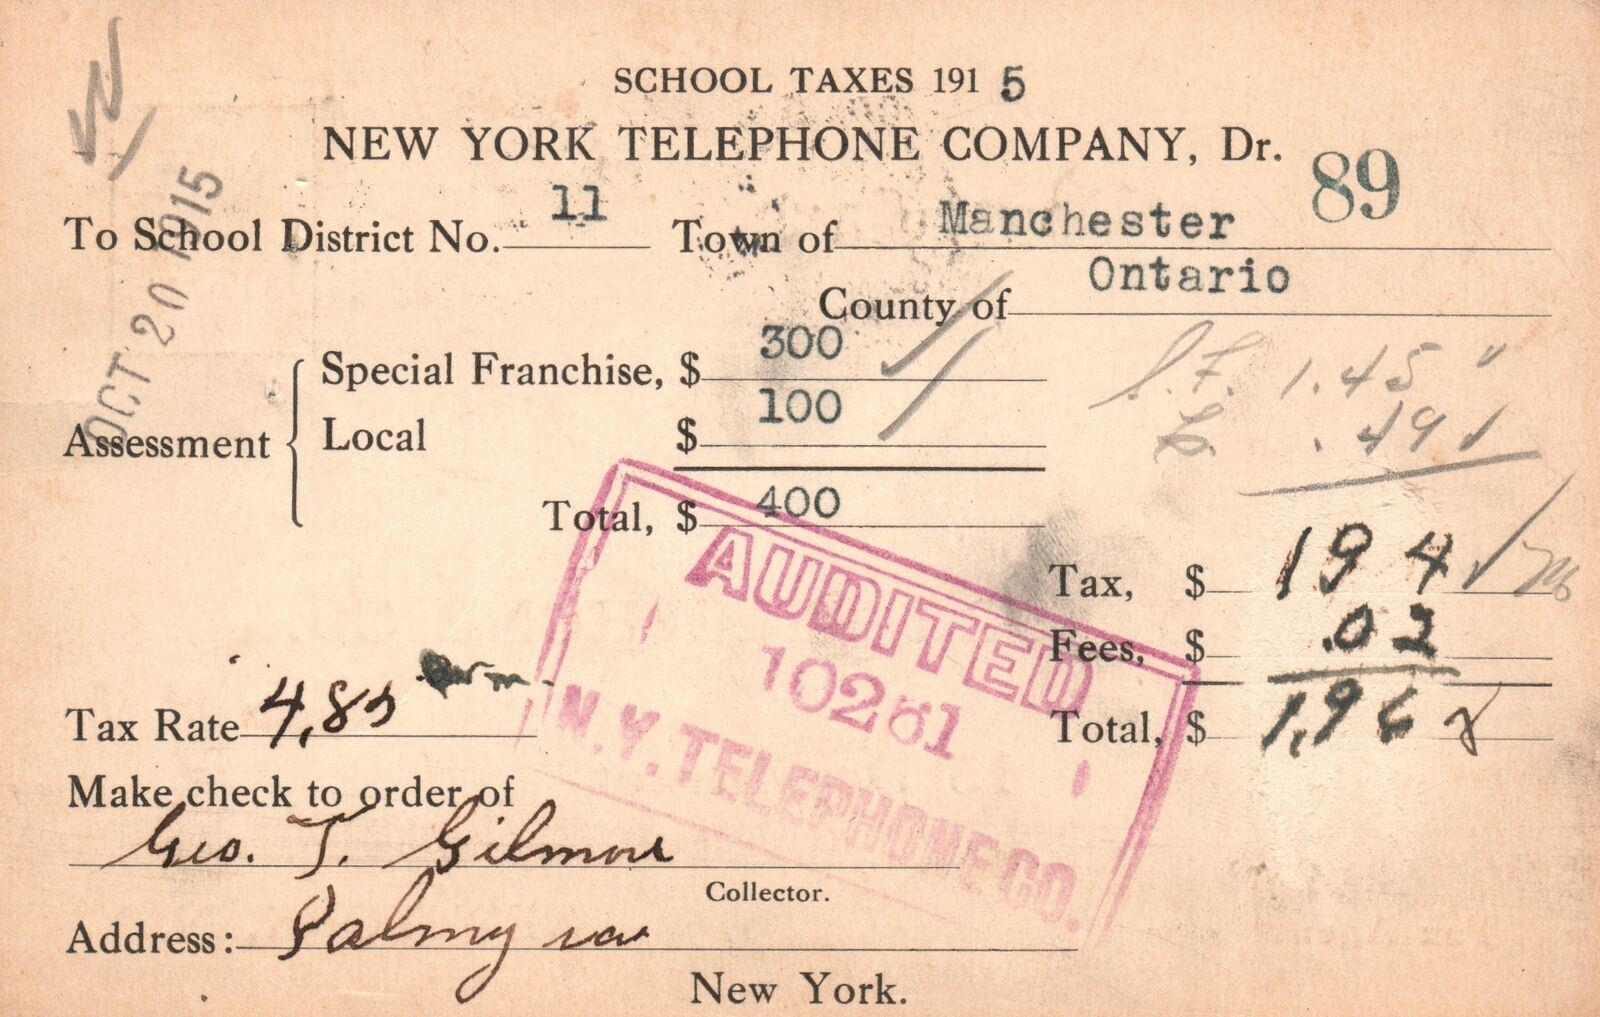 SCHOOL TAXES 1915
NEW YORK TELEPHONE COMPANY, Dr.
89
OCT 20 1915
To School District No. 11 Town of Manchester
County of Ontario
Assessment
Special Franchise, $ 300
S.F. 1.45
Local $ 100
L. .49
Total, $ 400
AUDITED
10261
N.Y. TELEPHONE CO.
Tax, $ 1 94
Fees, $ .02
Total, $ 1,96
Tax Rate 4,85
Make check to order of
Geo. T. Gilmore
Collector.
Address: Palmyra
New York.